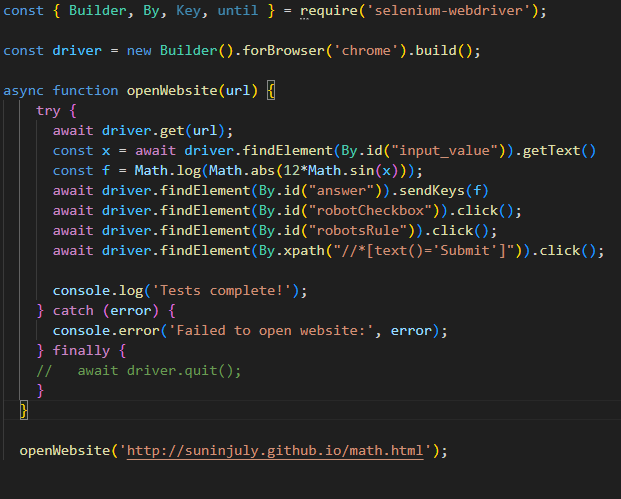 const { Builder, By, Key, until } = require('selenium-webdriver');
const driver = new Builder().forBrowser('chrome').build();
async function openWebsite(url) {
try {
await driver.get(url);
const x = await driver.findElement(By.id("input_value")).getText()
const f = Math.log(Math.abs(12*Math.sin(x)));
await driver.findElement(By.id("answer")).sendKeys(f)
await driver.findElement(By.id("robotCheckbox")).click();
await driver.findElement(By.id("robotsRule")).click();
await driver.findElement(By.xpath("//*[text()='Submit']")).click();
console.log('Tests complete!');
} catch (error) {
console.error('Failed to open website:', error);
} finally {
//   await driver.quit();
}
}
openWebsite('http://suninjuly.github.io/math.html');